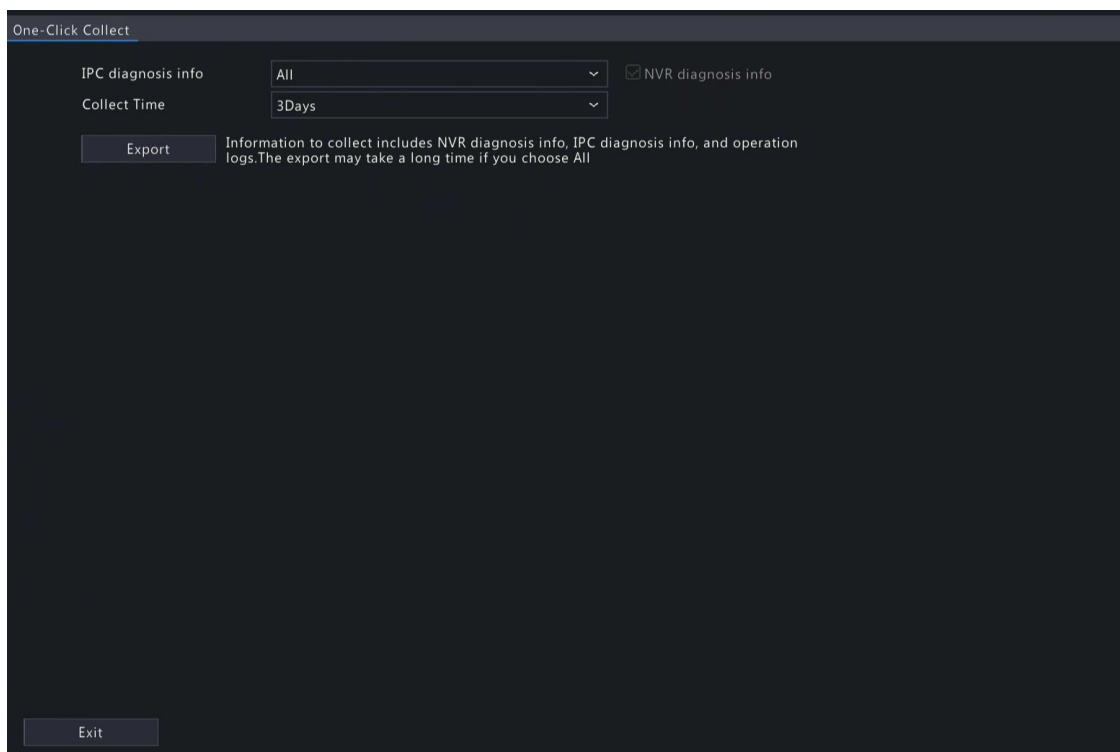 One-Click Collect
IPC diagnosis info
All
NVR diagnosis info
Collect Time
3Days
Export
Information to collect includes NVR diagnosis info, IPC diagnosis info, and operation
logs.The export may take a long time if you choose All
Exit